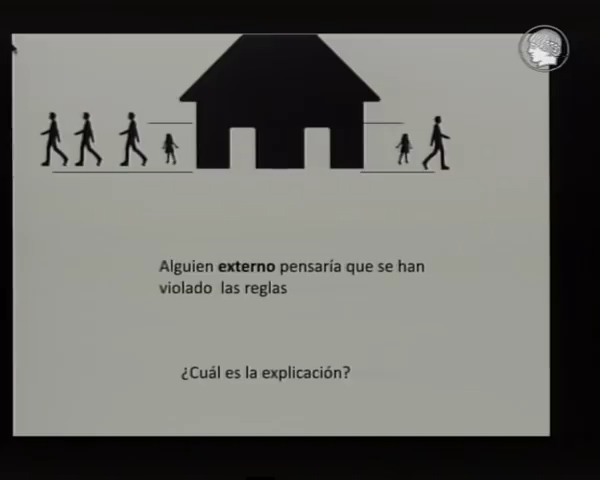 Alguien externo pensaría que se han
violado las reglas
¿Cuál es la explicación?